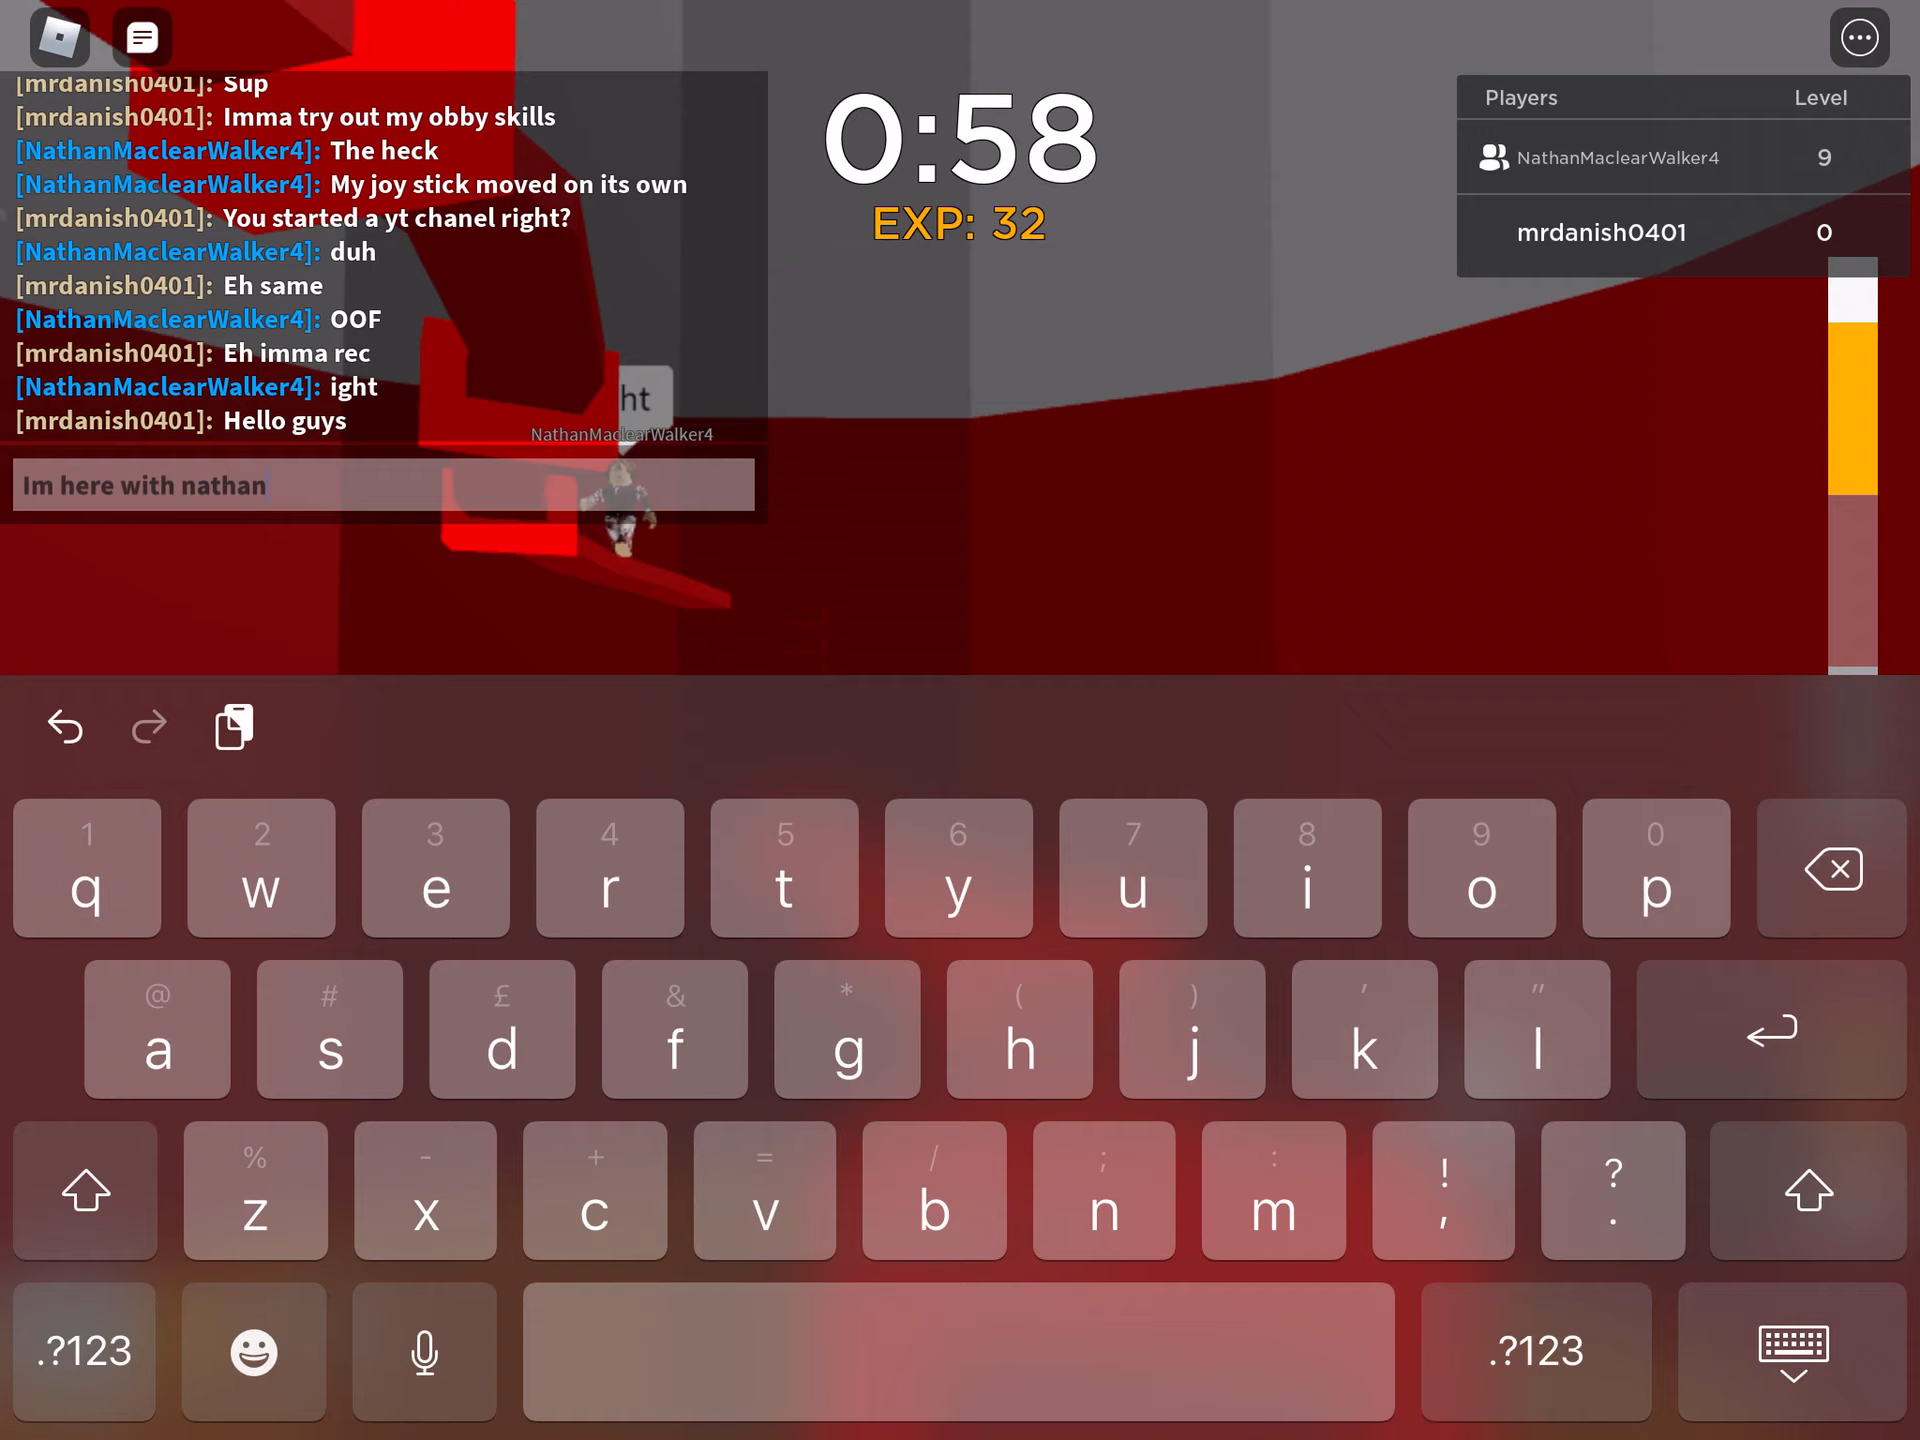 [mrdanish0401]: Sup
[mrdanish0401]: Imma try out my obby skills
[NathanMaclearWalker4]: The heck
[NathanMaclearWalker4]: My joy stick moved on its own
[mrdanish0401]: You started a yt chanel right?
[NathanMaclearWalker4]: duh
[mrdanish0401]: Eh same
[NathanMaclearWalker4]: OOF
[mrdanish0401]: Eh imma rec
[NathanMaclearWalker4]: ight
[mrdanish0401]: Hello guys
Im here with nathan
ht
NathanMaclearWalker4
0:58
EXP: 32
Players Level
NathanMaclearWalker4 9
mrdanish0401 0
1 2 3 4 5 6 7 8 9 0
q w e r t y u i o p
@ # £ & * ( ) ' "
a s d f g h j k l
% - + = / ; : ! ?
z x c v b n m , .
.?123 .?123